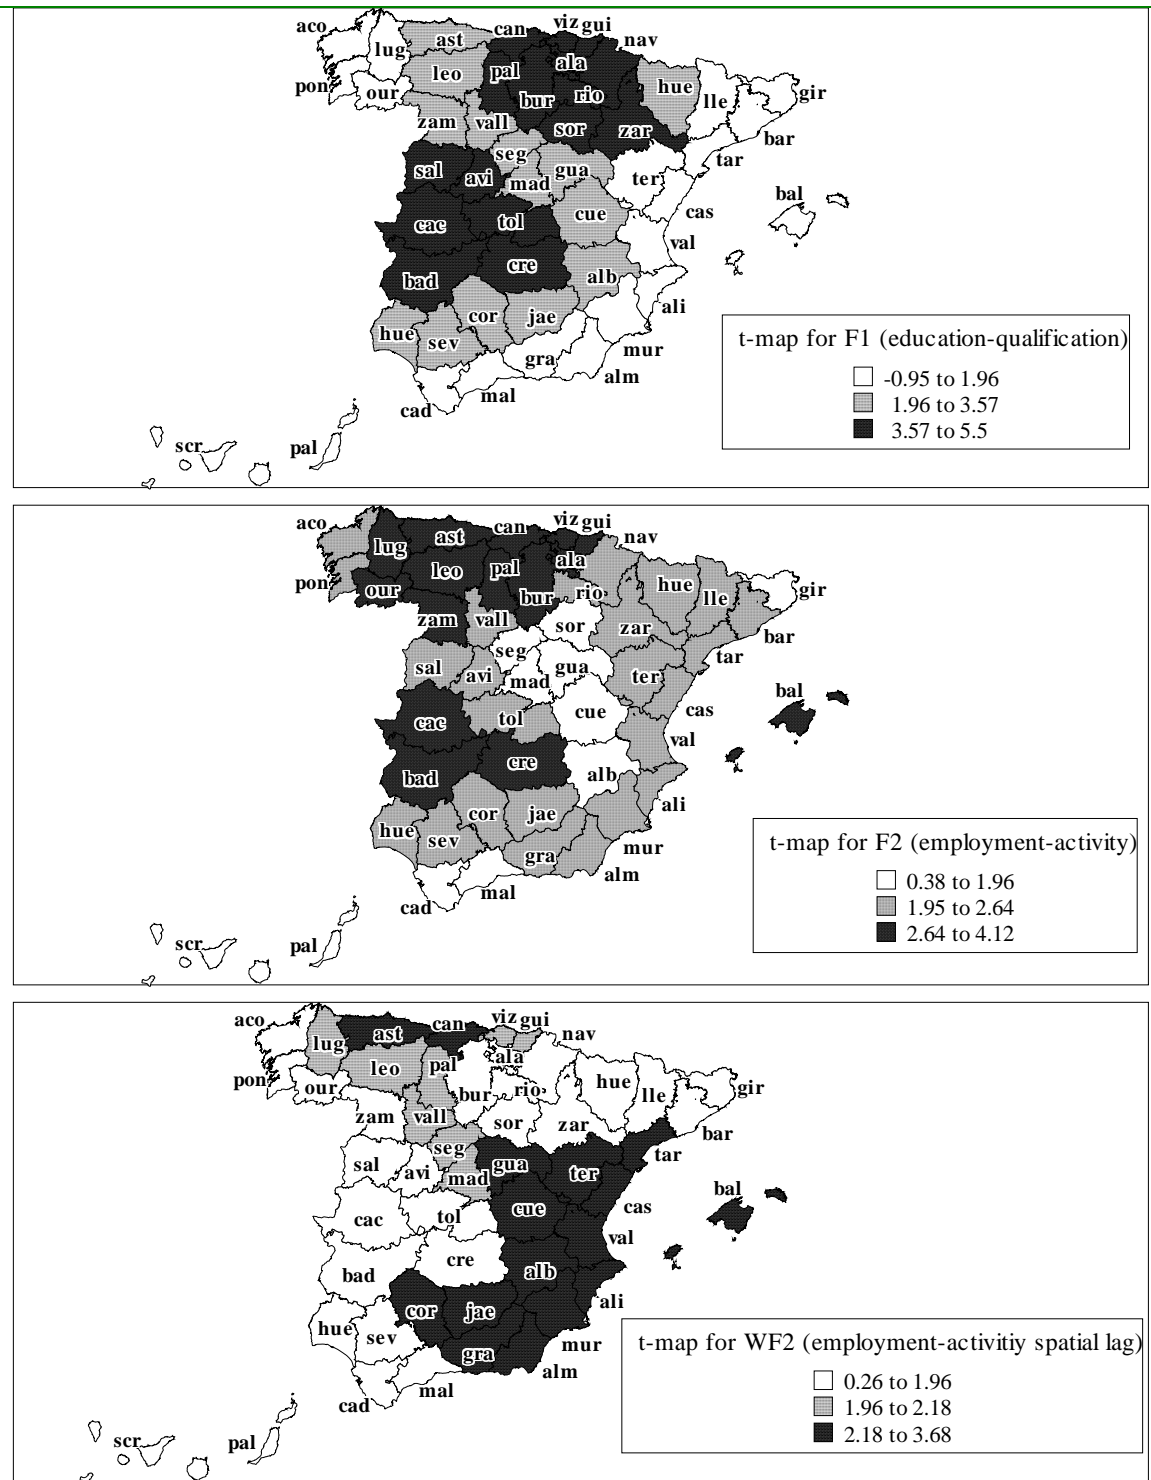 aco
lug
ast
can
viz
gui
nav
leo
pal
ala
pon
our
bur
rio
hue
lle
gir
zam
vall
sor
zar
bar
seg
sal
avi
mad
gua
ter
tar
bal
cac
tol
cue
cas
val
bad
cre
alb
ali
hue
sev
cor
jae
mur
gra
alm
cad
mal
scr
pal
t-map for F1 (education-qualification)
-0.95 to 1.96
1.96 to 3.57
3.57 to 5.5
aco
lug
ast
can
viz
gui
nav
leo
pal
ala
pon
our
bur
rio
hue
lle
gir
zam
vall
sor
zar
bar
seg
sal
avi
mad
gua
ter
tar
bal
cac
tol
cue
cas
val
bad
cre
alb
ali
hue
sev
cor
jae
mur
gra
alm
cad
mal
scr
pal
t-map for F2 (employment-activity)
0.38 to 1.96
1.95 to 2.64
2.64 to 4.12
aco
lug
ast
can
viz
gui
nav
leo
pal
ala
pon
our
bur
rio
hue
lle
gir
zam
vall
sor
zar
bar
seg
sal
avi
mad
gua
ter
tar
bal
cac
tol
cue
cas
val
bad
cre
alb
ali
hue
sev
cor
jae
mur
gra
alm
cad
mal
scr
pal
t-map for WF2 (employment-activitiy spatial lag)
0.26 to 1.96
1.96 to 2.18
2.18 to 3.68